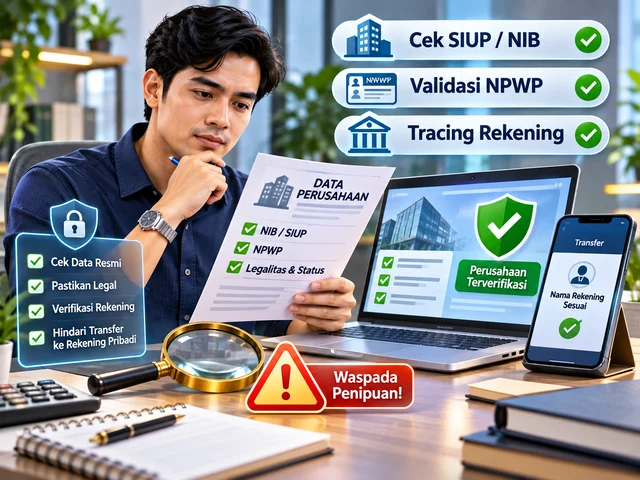 Cek SIUP / NIB
NWWP
Validasi NPWP
Tracing Rekening
DATA
PERUSAHAAN
NIB / SIUP
NPWP
Legalitas & Status
Cek Data Resmi
Pastikan Legal
Verifikasi Rekening
Hindari Transfer
ke Rekening Pribadi
Perusahaan
Terverifikasi
Transfer
Nama Rekening
Sesuai
Waspada
Penipuan!